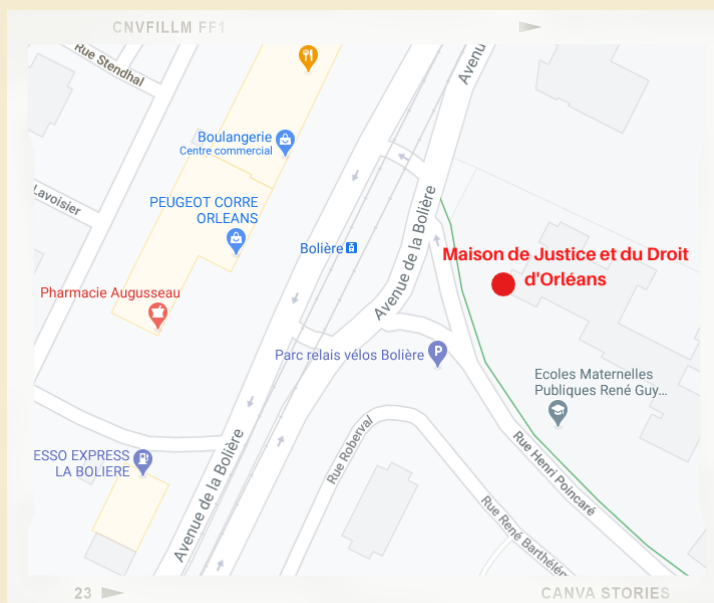 CNVFILLM FF1
Rue Stendhal
Avenue
Boulangerie
Centre commercial
Lavoisier
PEUGEOT CORRE
ORLEANS
Avenue de la Bolière
Bolière
Maison de Justice et du Droit
d'Orléans
Pharmacie Augusseau
Parc relais vélos Bolière
P
Ecoles Maternelles
Publiques René Guy...
ESSO EXPRESS
LA BOLIERE
Avenue de la Bolière
Rue Roberval
Rue Henri Poincaré
Rue René Barthélém
23
CANVA STORIES